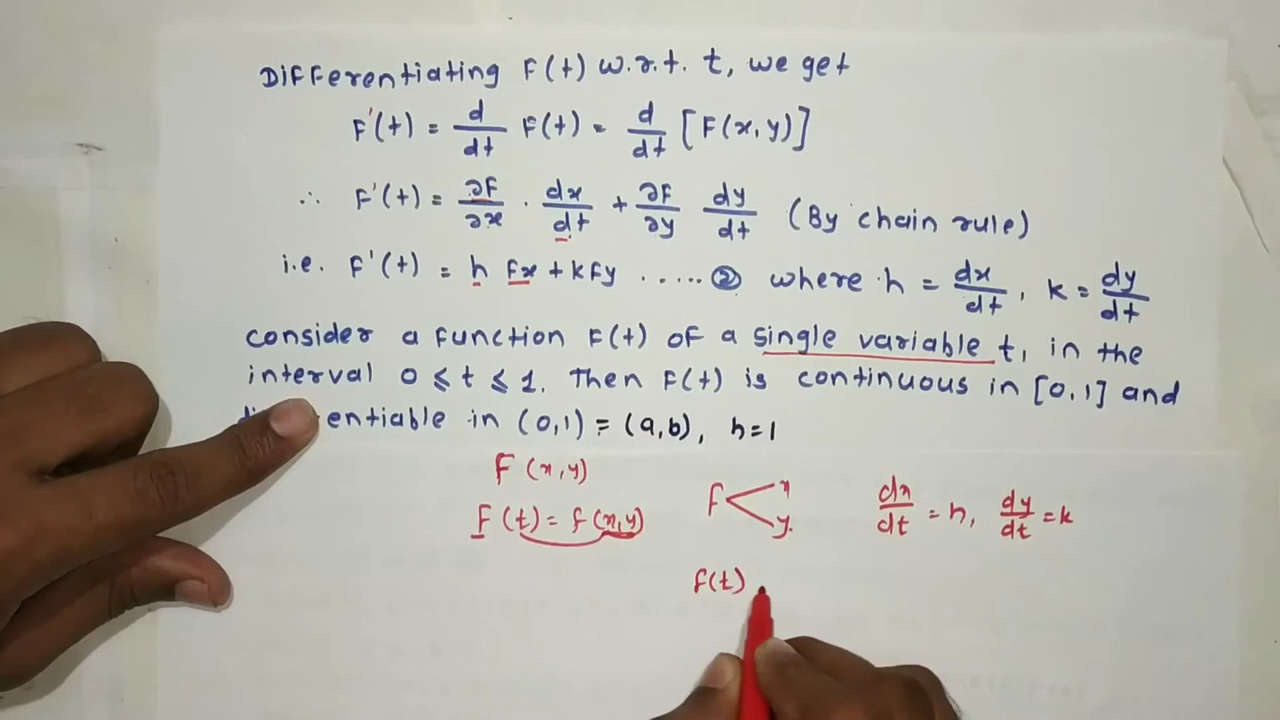 Differentiating F(t) w.r.t. t, we get
F'(t) = d/dt F(t) = d/dt [F(x,y)]
∴ F'(t) = ∂F/∂x · dx/dt + ∂F/∂y dy/dt (By chain rule)
i.e. F'(t) = h Fx + k Fy ..... ② where h = dx/dt, k = dy/dt
consider a function F(t) of a single variable t, in the
interval 0 ≤ t ≤ 1. Then F(t) is continuous in [0,1] and
entiable in (0,1) = (a,b), h=1
F(x,y)
F(t) = f(x,y)
F < x y.
dx/dt = h, dy/dt = k
f(t)